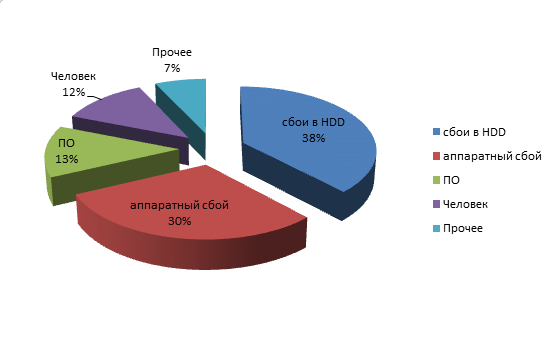 Прочее
7%
Человек
12%
сбои в HDD
38%
ПО
13%
аппаратный сбой
30%
сбои в HDD
аппаратный сбой
ПО
Человек
Прочее